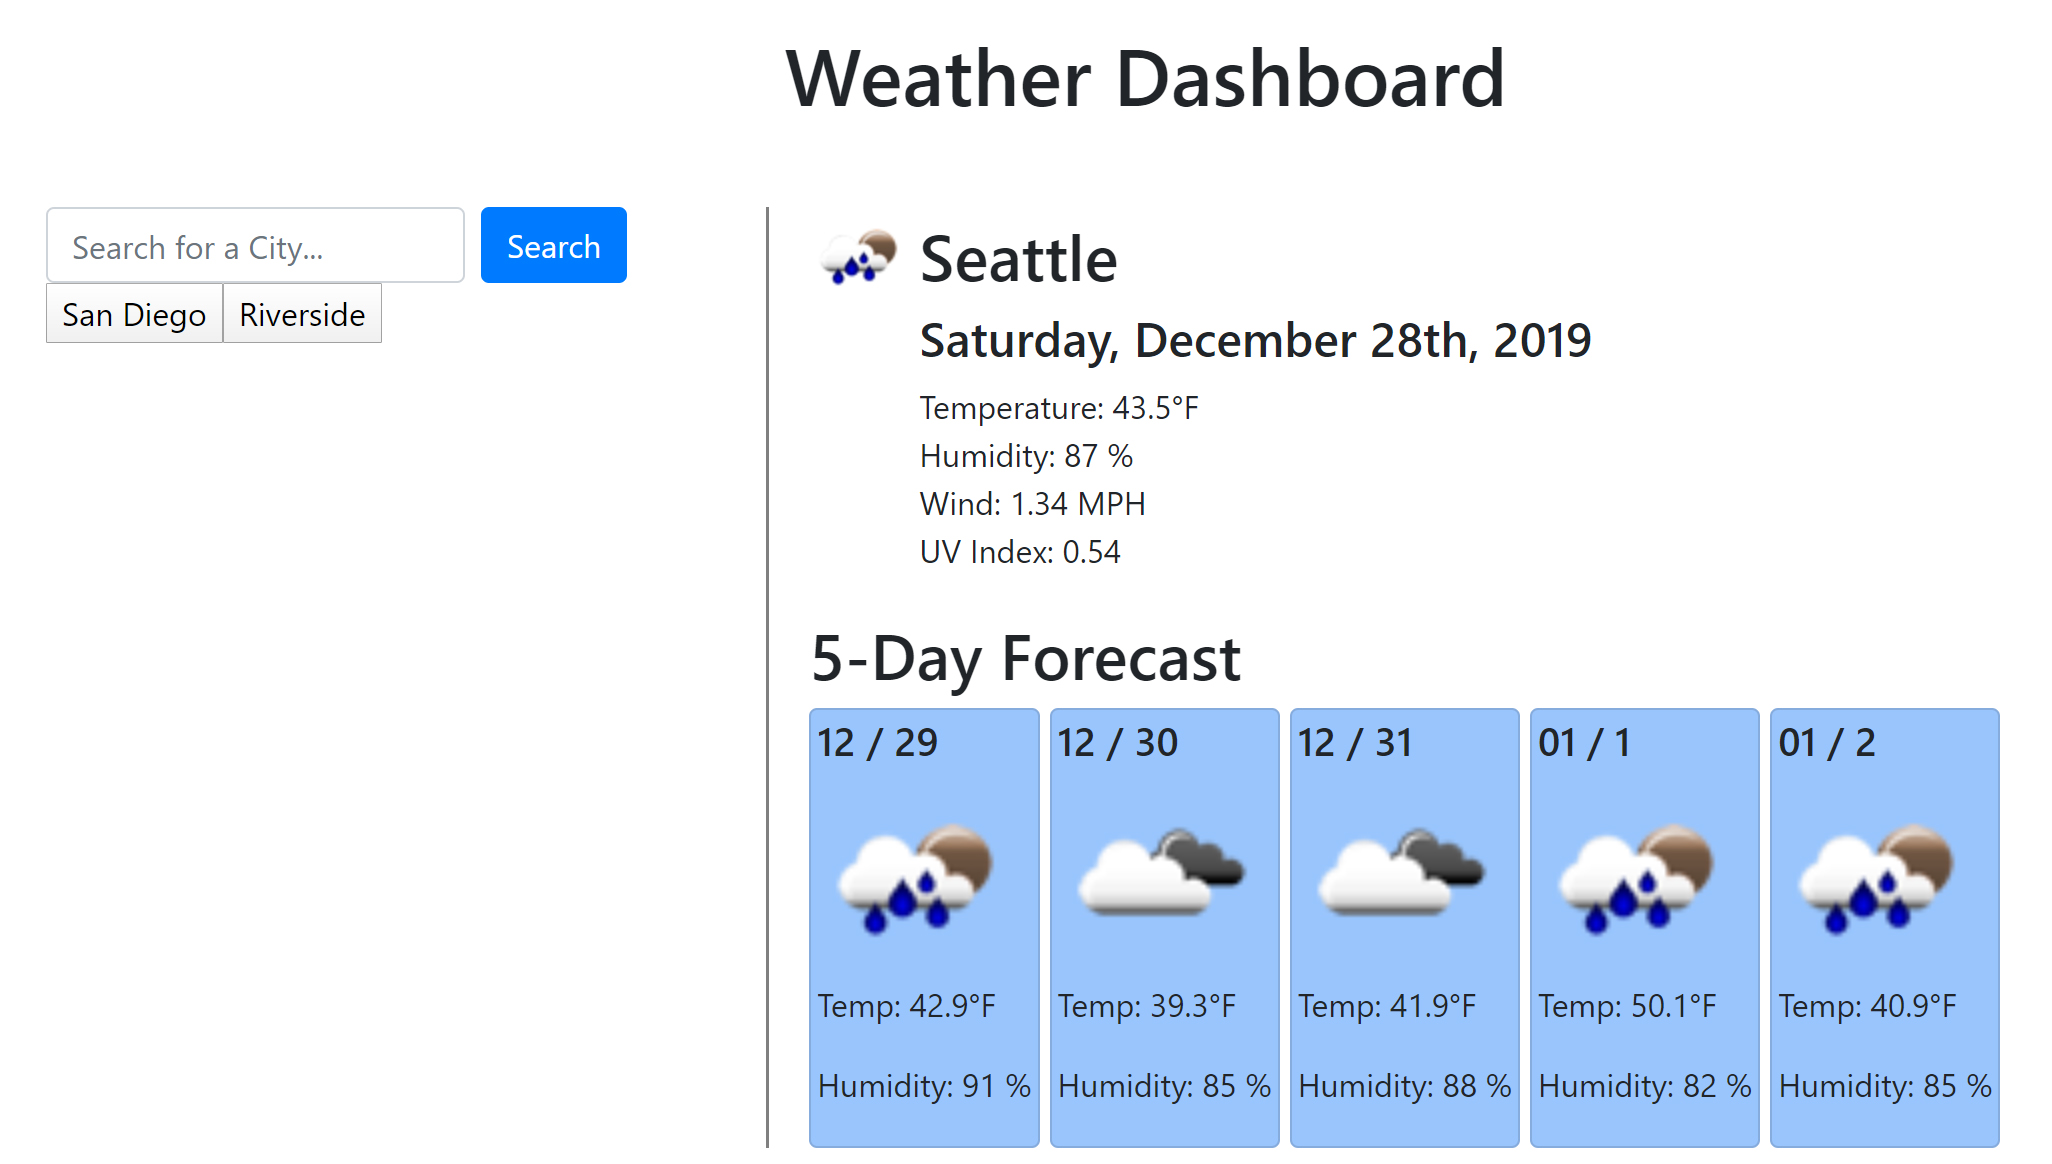 Weather Dashboard
Search for a City...
Search
San Diego
Riverside
Seattle
Saturday, December 28th, 2019
Temperature: 43.5°F
Humidity: 87 %
Wind: 1.34 MPH
UV Index: 0.54
5-Day Forecast
12 / 29
Temp: 42.9°F
Humidity: 91 %
12 / 30
Temp: 39.3°F
Humidity: 85 %
12 / 31
Temp: 41.9°F
Humidity: 88 %
01 / 1
Temp: 50.1°F
Humidity: 82 %
01 / 2
Temp: 40.9°F
Humidity: 85 %